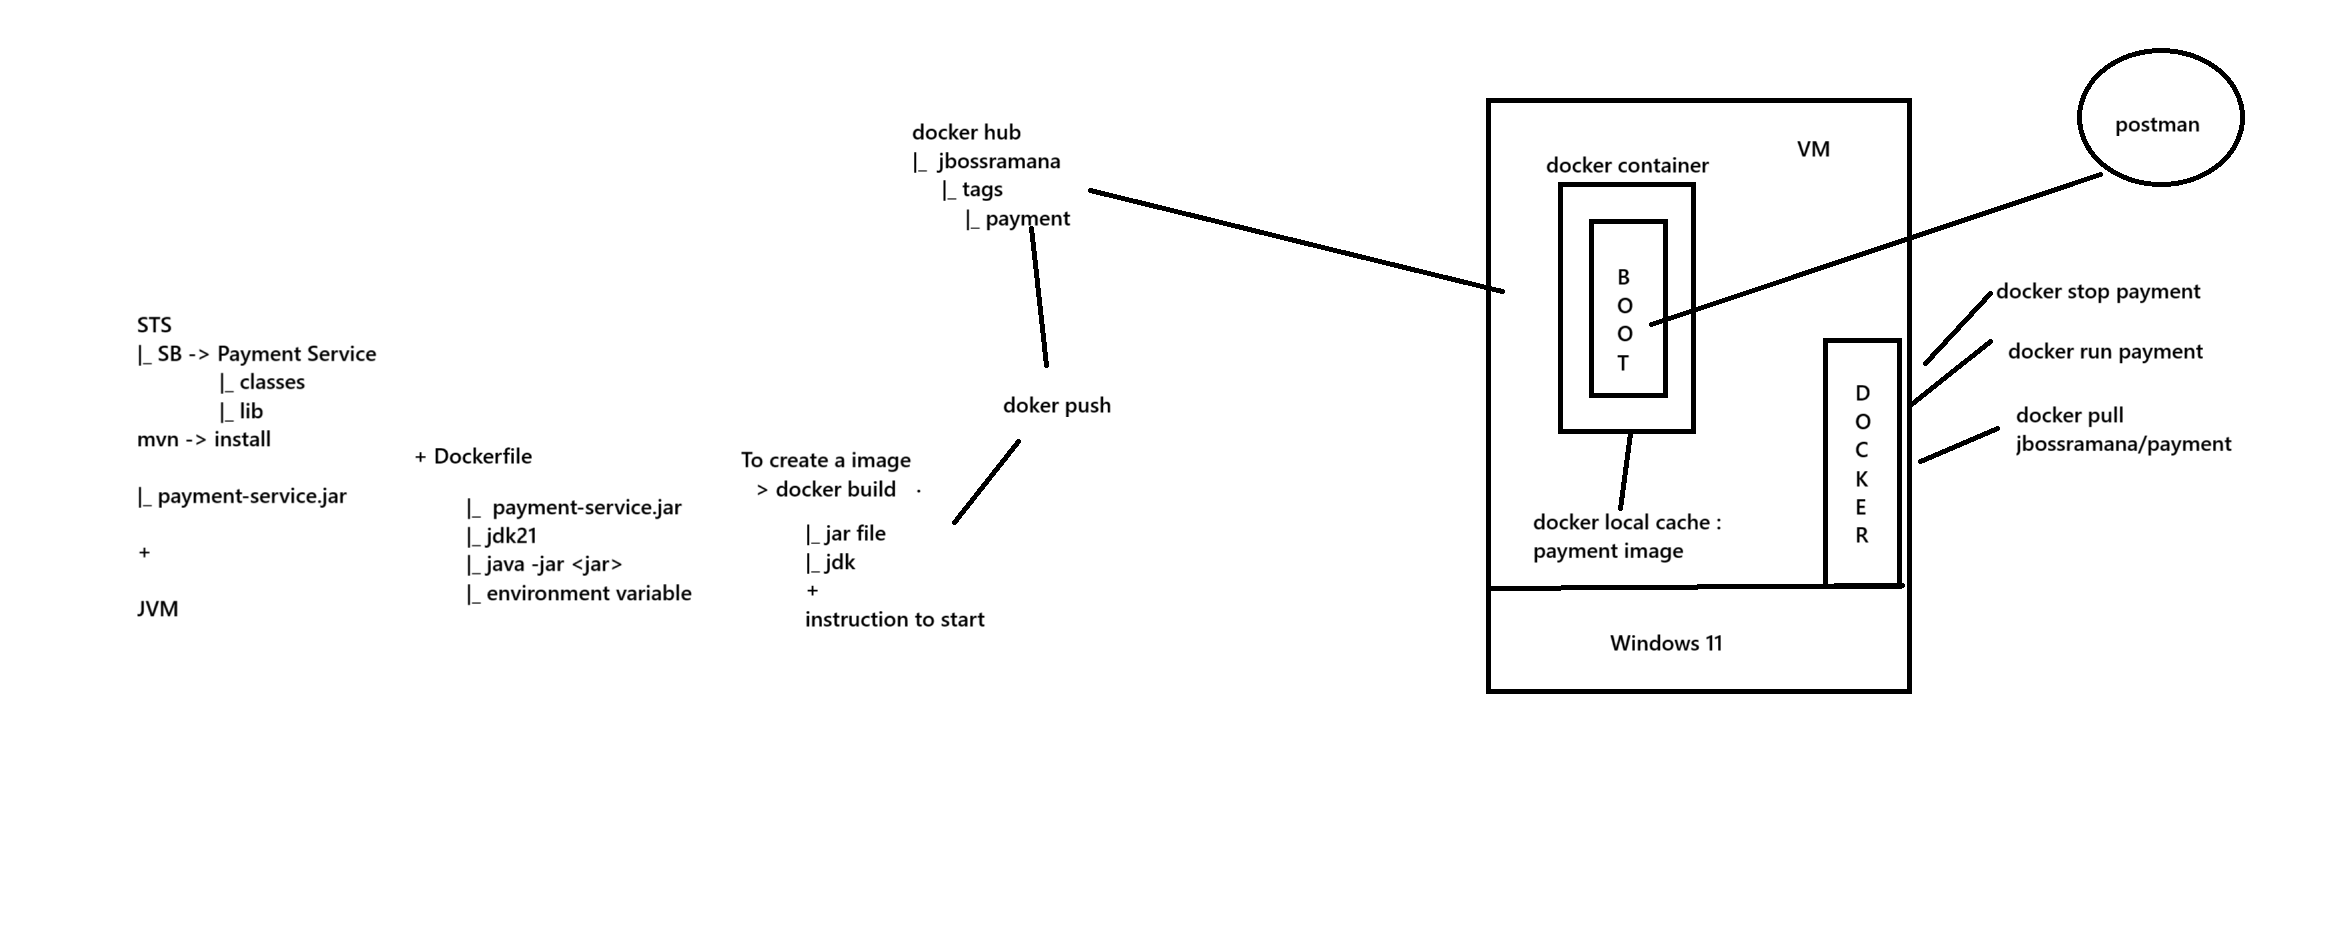 STS
|_ SB -> Payment Service
|_ classes
|_ lib
mvn -> install
|_ payment-service.jar
+
JVM
+ Dockerfile
|_ payment-service.jar
|_ jdk21
|_ java -jar <jar>
|_ environment variable
To create a image
> docker build .
|_ jar file
|_ jdk
+
instruction to start
doker push
docker hub
|_ jbossramana
|_ tags
|_ payment
VM
docker container
B
O
O
T
docker local cache :
payment image
D
O
C
K
E
R
Windows 11
postman
docker stop payment
docker run payment
docker pull
jbossramana/payment